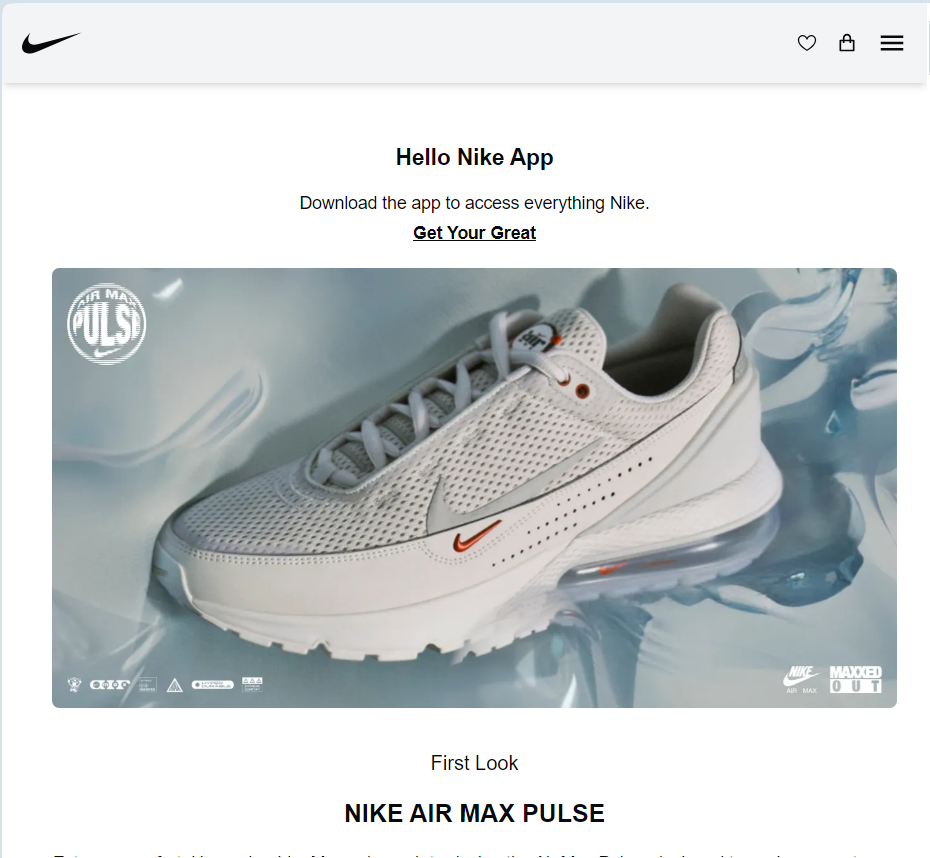 Hello Nike App
Download the app to access everything Nike.
Get Your Great
AIR MAX
PULSE
air
NIKE
AIR MAX
MAXXED
OUT
First Look
NIKE AIR MAX PULSE